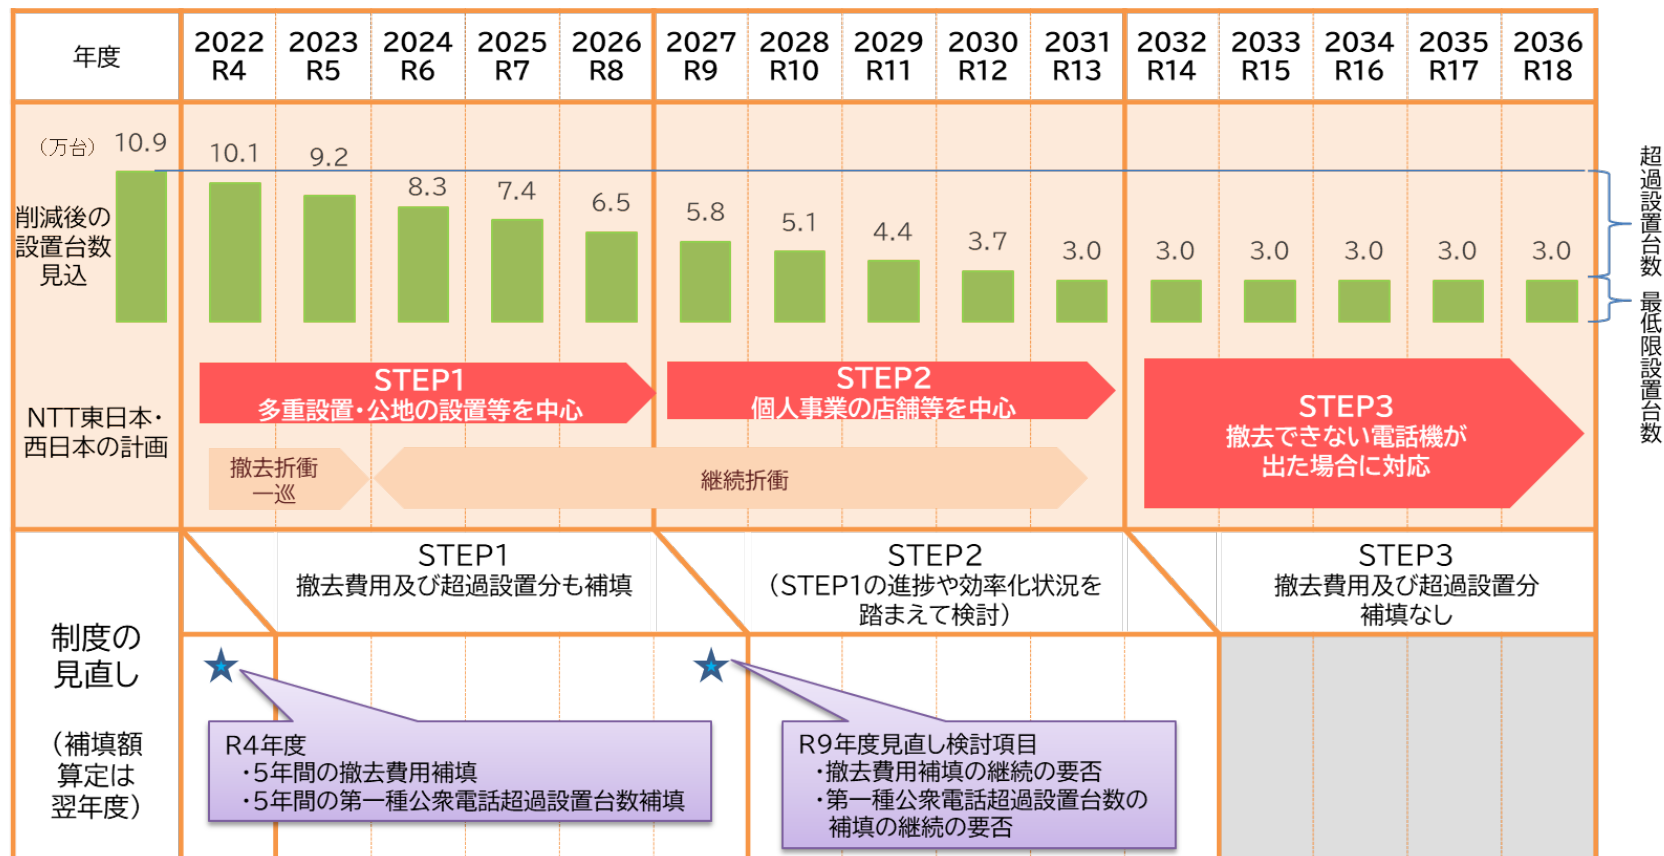 年度
2022 2023 2024 2025 2026 2027 2028 2029 2030 2031 2032 2033 2034 2035 2036
R4 R5 R6 R7 R8 R9 R10 R11 R12 R13 R14 R15 R16 R17 R18
（万台） 10.9 10.1 9.2 8.3 7.4 6.5 5.8 5.1 4.4 3.7 3.0 3.0 3.0 3.0 3.0 3.0
削減後の
設置台数
見込
超過設置台数
最低限設置台数
NTT東日本・
西日本の計画
STEP1
多重設置・公地の設置等を中心
STEP2
個人事業の店舗等を中心
STEP3
撤去できない電話機が
出た場合に対応
撤去折衝
一巡
継続折衝
制度の
見直し
（補填額
算定は
翌年度）
STEP1
撤去費用及び超過設置分も補填
STEP2
（STEP1の進捗や効率化状況を
踏まえて検討）
STEP3
撤去費用及び超過設置分
補填なし
R4年度
・5年間の撤去費用補填
・5年間の第一種公衆電話超過設置台数補填
R9年度見直し検討項目
・撤去費用補填の継続の要否
・第一種公衆電話超過設置台数の
補填の継続の要否